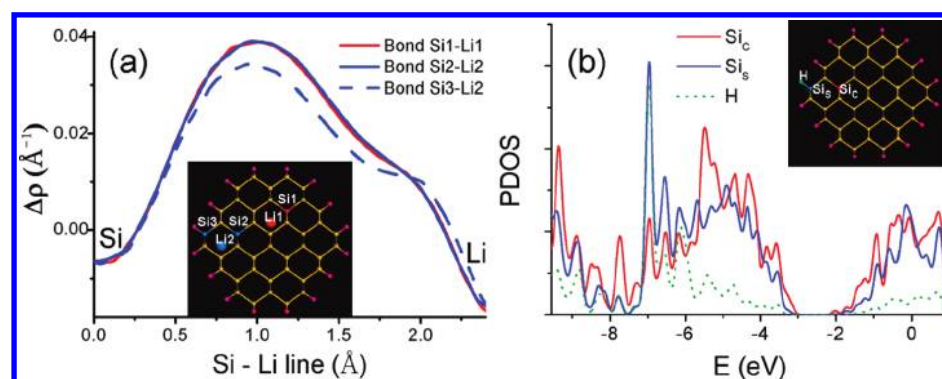 (a)
Bond Si1-Li1
Bond Si2-Li2
Bond Si3-Li2
0.04
0.02
0.00
Δρ (Å⁻¹)
Si
Li
Si1
Li1
Si3
Si2
Li2
0.0
0.5
1.0
1.5
2.0
Si - Li line (Å)
(b)
Si_c
Si_s
H
H
Si_s
Si_c
PDOS
-8
-6
-4
-2
0
E (eV)